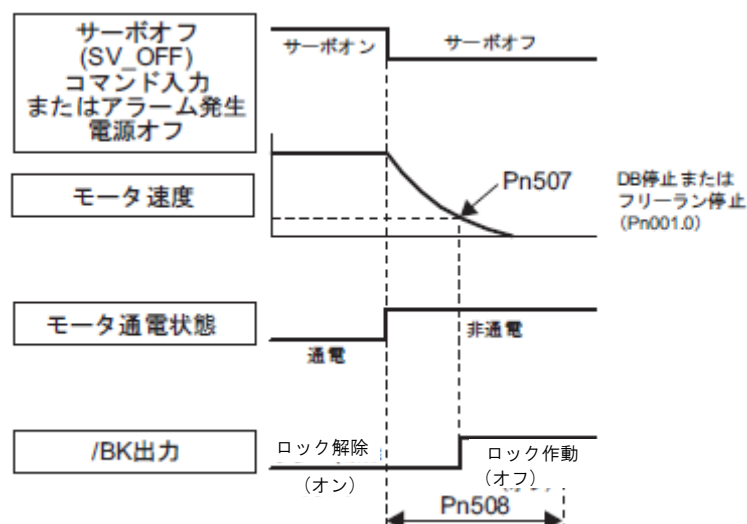 サーボオフ
(SV_OFF)
コマンド入力
またはアラーム発生
電源オフ
サーボオン
サーボオフ
モータ速度
Pn507
DB停止または
フリーラン停止
(Pn001.0)
モータ通電状態
通電
非通電
/BK出力
ロック解除
(オン)
ロック作動
(オフ)
Pn508